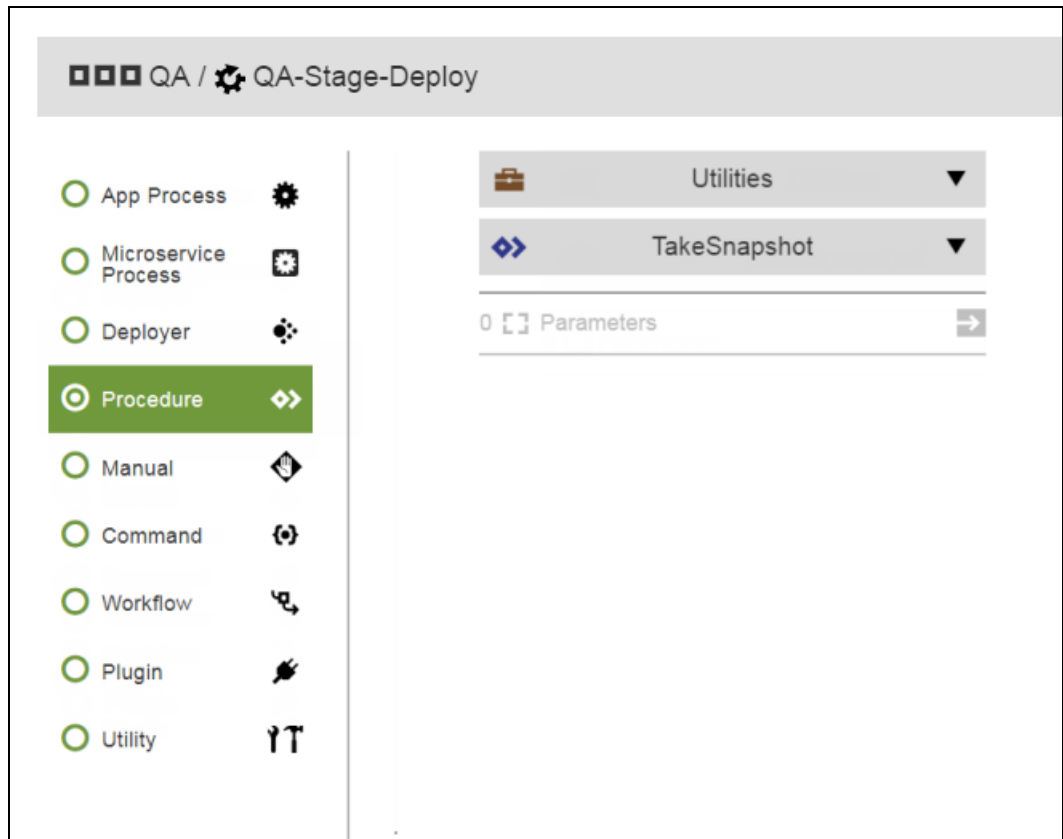 QA / QA-Stage-Deploy
App Process
Microservice
Process
Deployer
Procedure
Manual
Command
Workflow
Plugin
Utility
Utilities
TakeSnapshot
0 Parameters